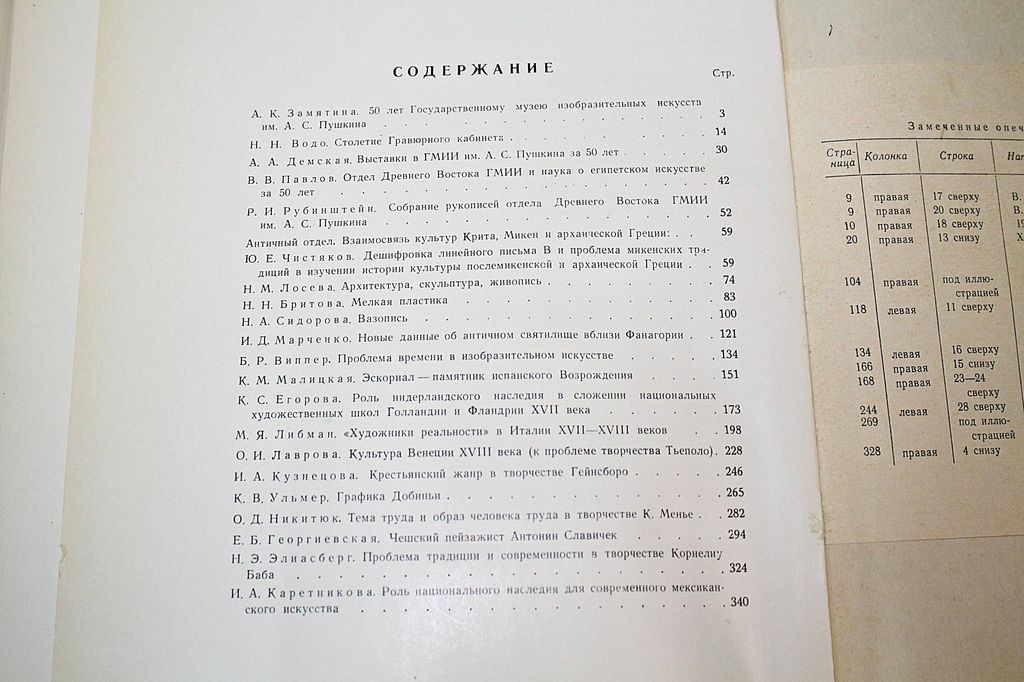 СОДЕРЖАНИЕ
Стр.
А. К. Замятина. 50 лет Государственному музею изобразительных искусств
им. А. С. Пушкина . . . . . . . . . . . . 3
Н. Н. Водо. Столетие Гравюрного кабинета . . . . . . . . 14
А. А. Демская. Выставки в ГМИИ им. А. С. Пушкина за 50 лет . . . . 30
В. В. Павлов. Отдел Древнего Востока ГМИИ и наука о египетском искусстве
за 50 лет . . . . . . . . . . . . . . 42
Р. И. Рубинштейн. Собрание рукописей отдела Древнего Востока ГМИИ
им. А. С. Пушкина . . . . . . . . . . . . 52
Античный отдел. Взаимосвязь культур Крита, Микен и архаической Греции: . . 59
Ю. Е. Чистяков. Дешифровка линейного письма В и проблема микенских тра-
диций в изучении истории культуры послемикенской и архаической Греции . . 59
Н. М. Лосева. Архитектура, скульптура, живопись . . . . . . . 74
Н. Н. Бритова. Мелкая пластика . . . . . . . . . . 83
Н. А. Сидорова. Вазопись . . . . . . . . . . . . 100
И. Д. Марченко. Новые данные об античном святилище вблизи Фанагории . . 121
Б. Р. Виппер. Проблема времени в изобразительном искусстве . . . . . 134
К. М. Малицкая. Эскориал — памятник испанского Возрождения . . . . 151
К. С. Егорова. Роль нидерландского наследия в сложении национальных
художественных школ Голландии и Фландрии XVII века . . . . . . 173
М. Я. Либман. «Художники реальности» в Италии XVII—XVIII веков . . 198
О. И. Лаврова. Культура Венеции XVIII века (к проблеме творчества Тьеполо) . 228
И. А. Кузнецова. Крестьянский жанр в творчестве Гейнсборо . . . . . 246
К. В. Ульмер. Графика Добиньи . . . . . . . . . . . 265
О. Д. Никитюк. Тема труда и образ человека труда в творчестве К. Менье . . 282
Е. Б. Георгиевская. Чешский пейзажист Антонин Славичек . . . . . 294
Н. Э. Элиасберг. Проблема традиции и современности в творчестве Корнелиу
Баба . . . . . . . . . . . . . . . . 324
И. А. Каретникова. Роль национального наследия для современного мексикан-
ского искусства . . . . . . . . . . . . . . 340
Замеченные опеч
Стра-
ница Колонка Строка На
9 правая 17 сверху В.
9 правая 20 сверху В.
10 правая 18 сверху 19
20 правая 13 снизу Х
104 правая под иллю-
страцией
118 левая 11 сверху
134 левая 16 сверху
166 правая 15 снизу
168 правая 23—24
сверху
244 левая 28 сверху
269 под иллю-
страцией
328 правая 4 снизу